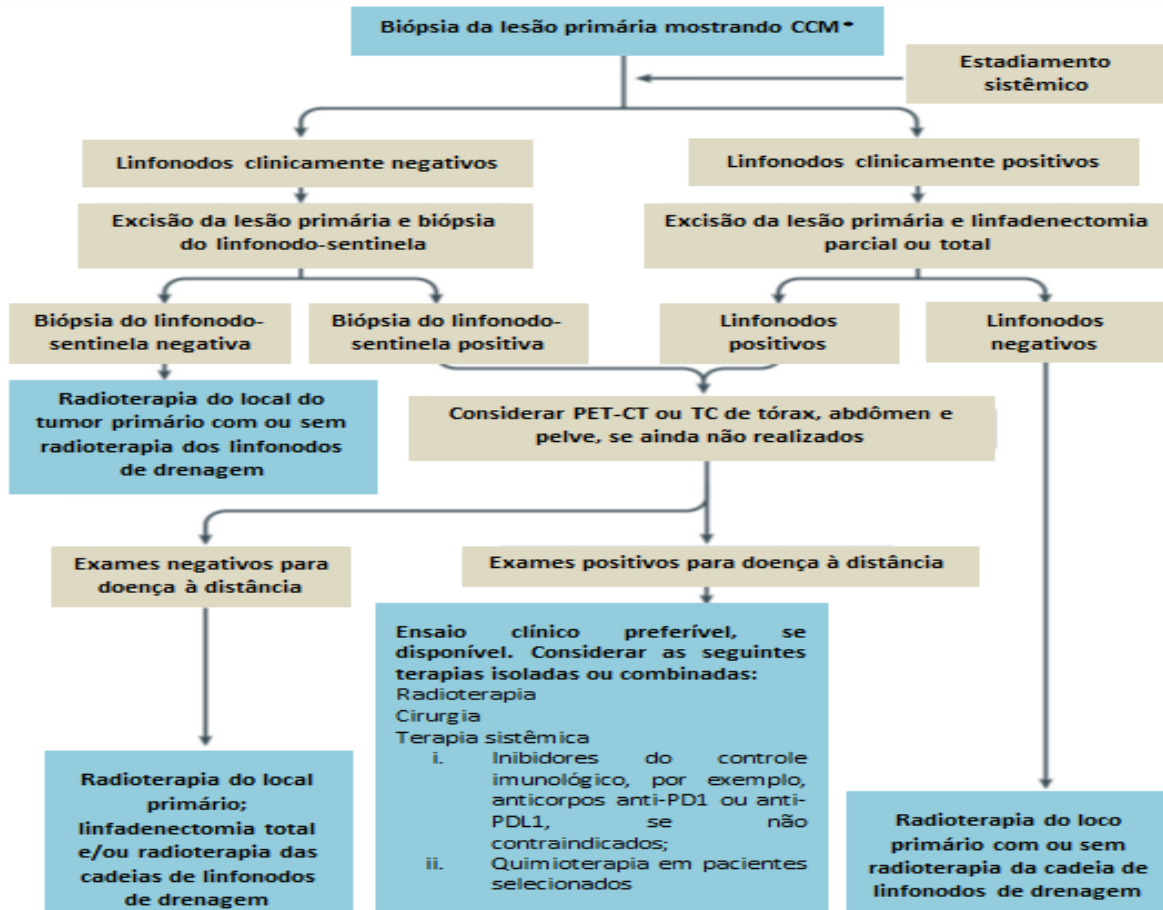 Biópsia da lesão primária mostrando CCM*
Estadiamento
sistêmico
Linfonodos clinicamente negativos
Linfonodos clinicamente positivos
Excisão da lesão primária e biópsia
do linfonodo-sentinela
Excisão da lesão primária e linfadenectomia
parcial ou total
Biópsia do linfonodo-
sentinela negativa
Biópsia do linfonodo-
sentinela positiva
Linfonodos
positivos
Linfonodos
negativos
Radioterapia do local do
tumor primário com ou sem
radioterapia dos linfonodos
de drenagem
Considerar PET-CT ou TC de tórax, abdômen e
pelve, se ainda não realizados
Exames negativos para
doença à distância
Exames positivos para doença à distância
Ensaio clínico preferível, se
disponível. Considerar as seguintes
terapias isoladas ou combinadas:
Radioterapia
Cirurgia
Terapia sistêmica
i. Inibidores do controle
imunológico, por exemplo,
anticorpos anti-PD1 ou anti-
PDL1, se não
contraindicados;
ii. Quimioterapia em pacientes
selecionados
Radioterapia do local
primário;
linfadenectomia total
e/ou radioterapia das
cadeias de linfonodos
de drenagem
Radioterapia do loco
primário com ou sem
radioterapia da cadeia de
linfonodos de drenagem